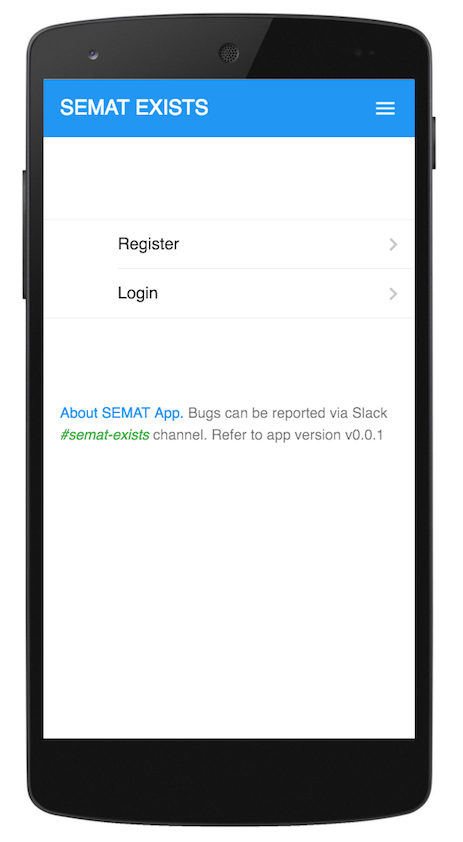 SEMAT EXISTS
Register
Login
About SEMAT App. Bugs can be reported via Slack
#semat-exists channel. Refer to app version v0.0.1